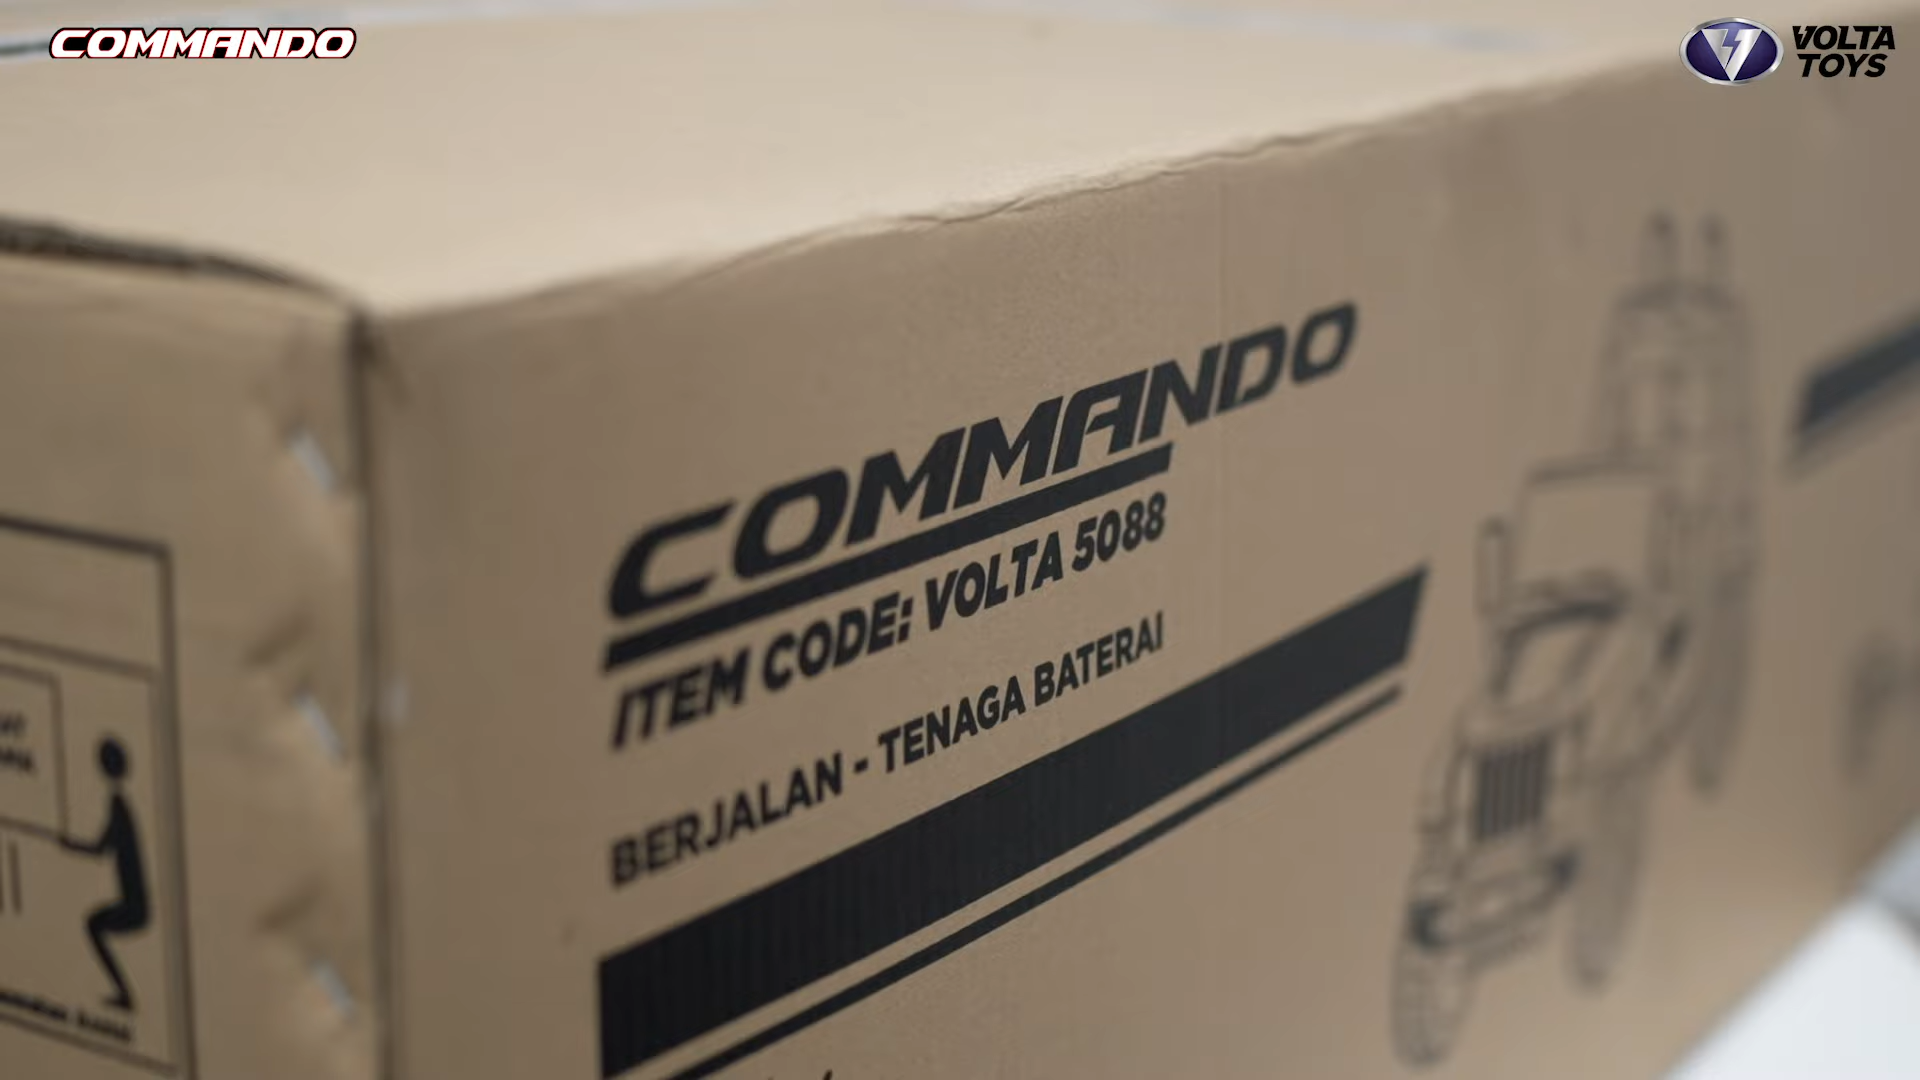 COMMANDO
VOLTA
TOYS
COMMANDO
ITEM CODE: VOLTA 5088
BERJALAN - TENAGA BATERAI